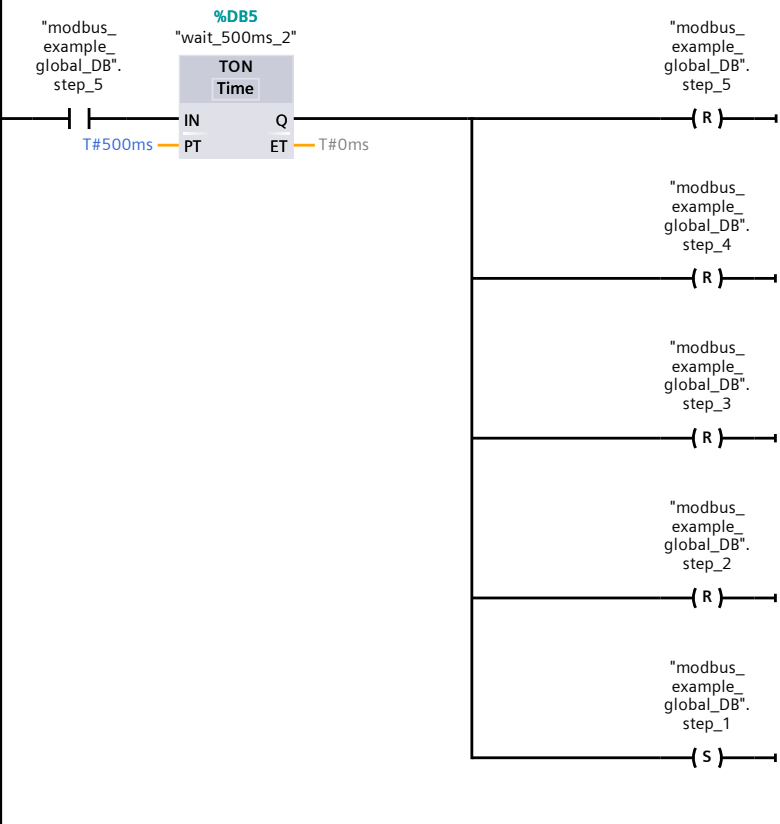 "modbus_
example_
global_DB".
step_5
%DB5
"wait_500ms_2"
TON
Time
IN
Q
T#500ms
PT
ET
T#0ms
"modbus_
example_
global_DB".
step_5
R
"modbus_
example_
global_DB".
step_4
R
"modbus_
example_
global_DB".
step_3
R
"modbus_
example_
global_DB".
step_2
R
"modbus_
example_
global_DB".
step_1
S